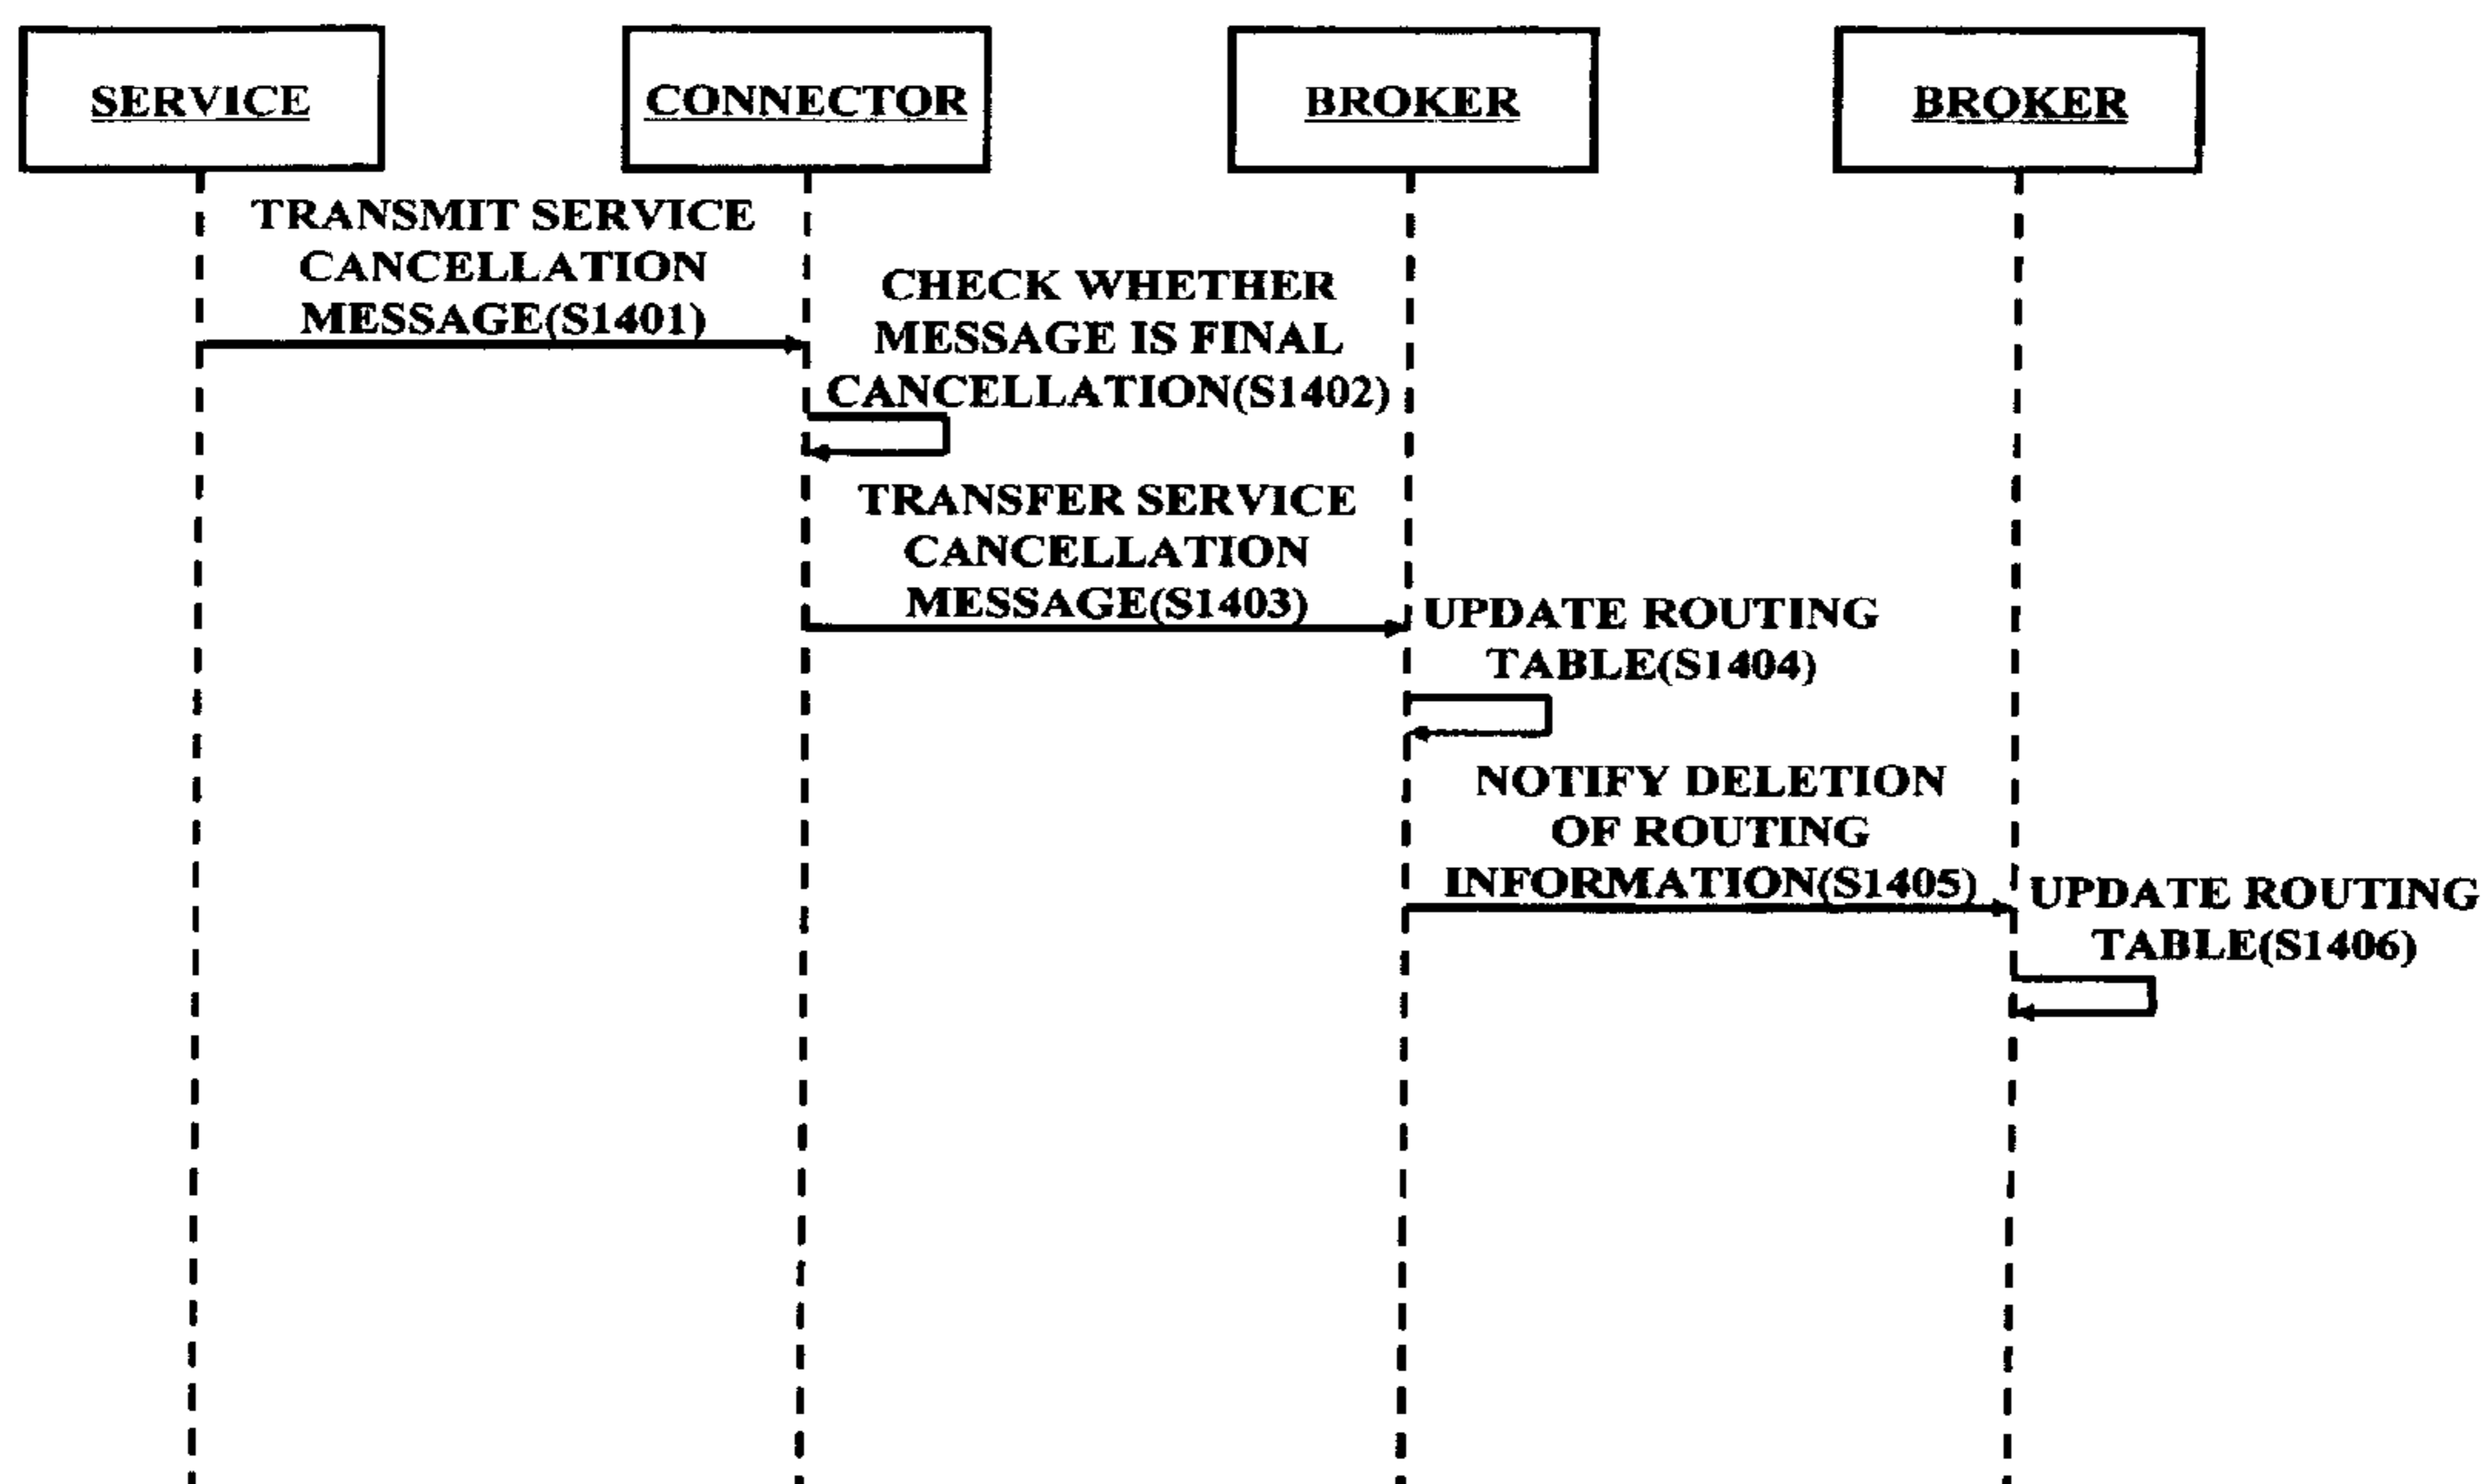 SERVICE
CONNECTOR
BROKER
BROKER
TRANSMIT SERVICE
CANCELLATION
MESSAGE(S1401)
CHECK WHETHER
MESSAGE IS FINAL
CANCELLATION(S1402)
TRANSFER SERVICE
CANCELLATION
MESSAGE(S1403)
UPDATE ROUTING
TABLE(S1404)
NOTIFY DELETION
OF ROUTING
INFORMATION(S1405)
UPDATE ROUTING
TABLE(S1406)